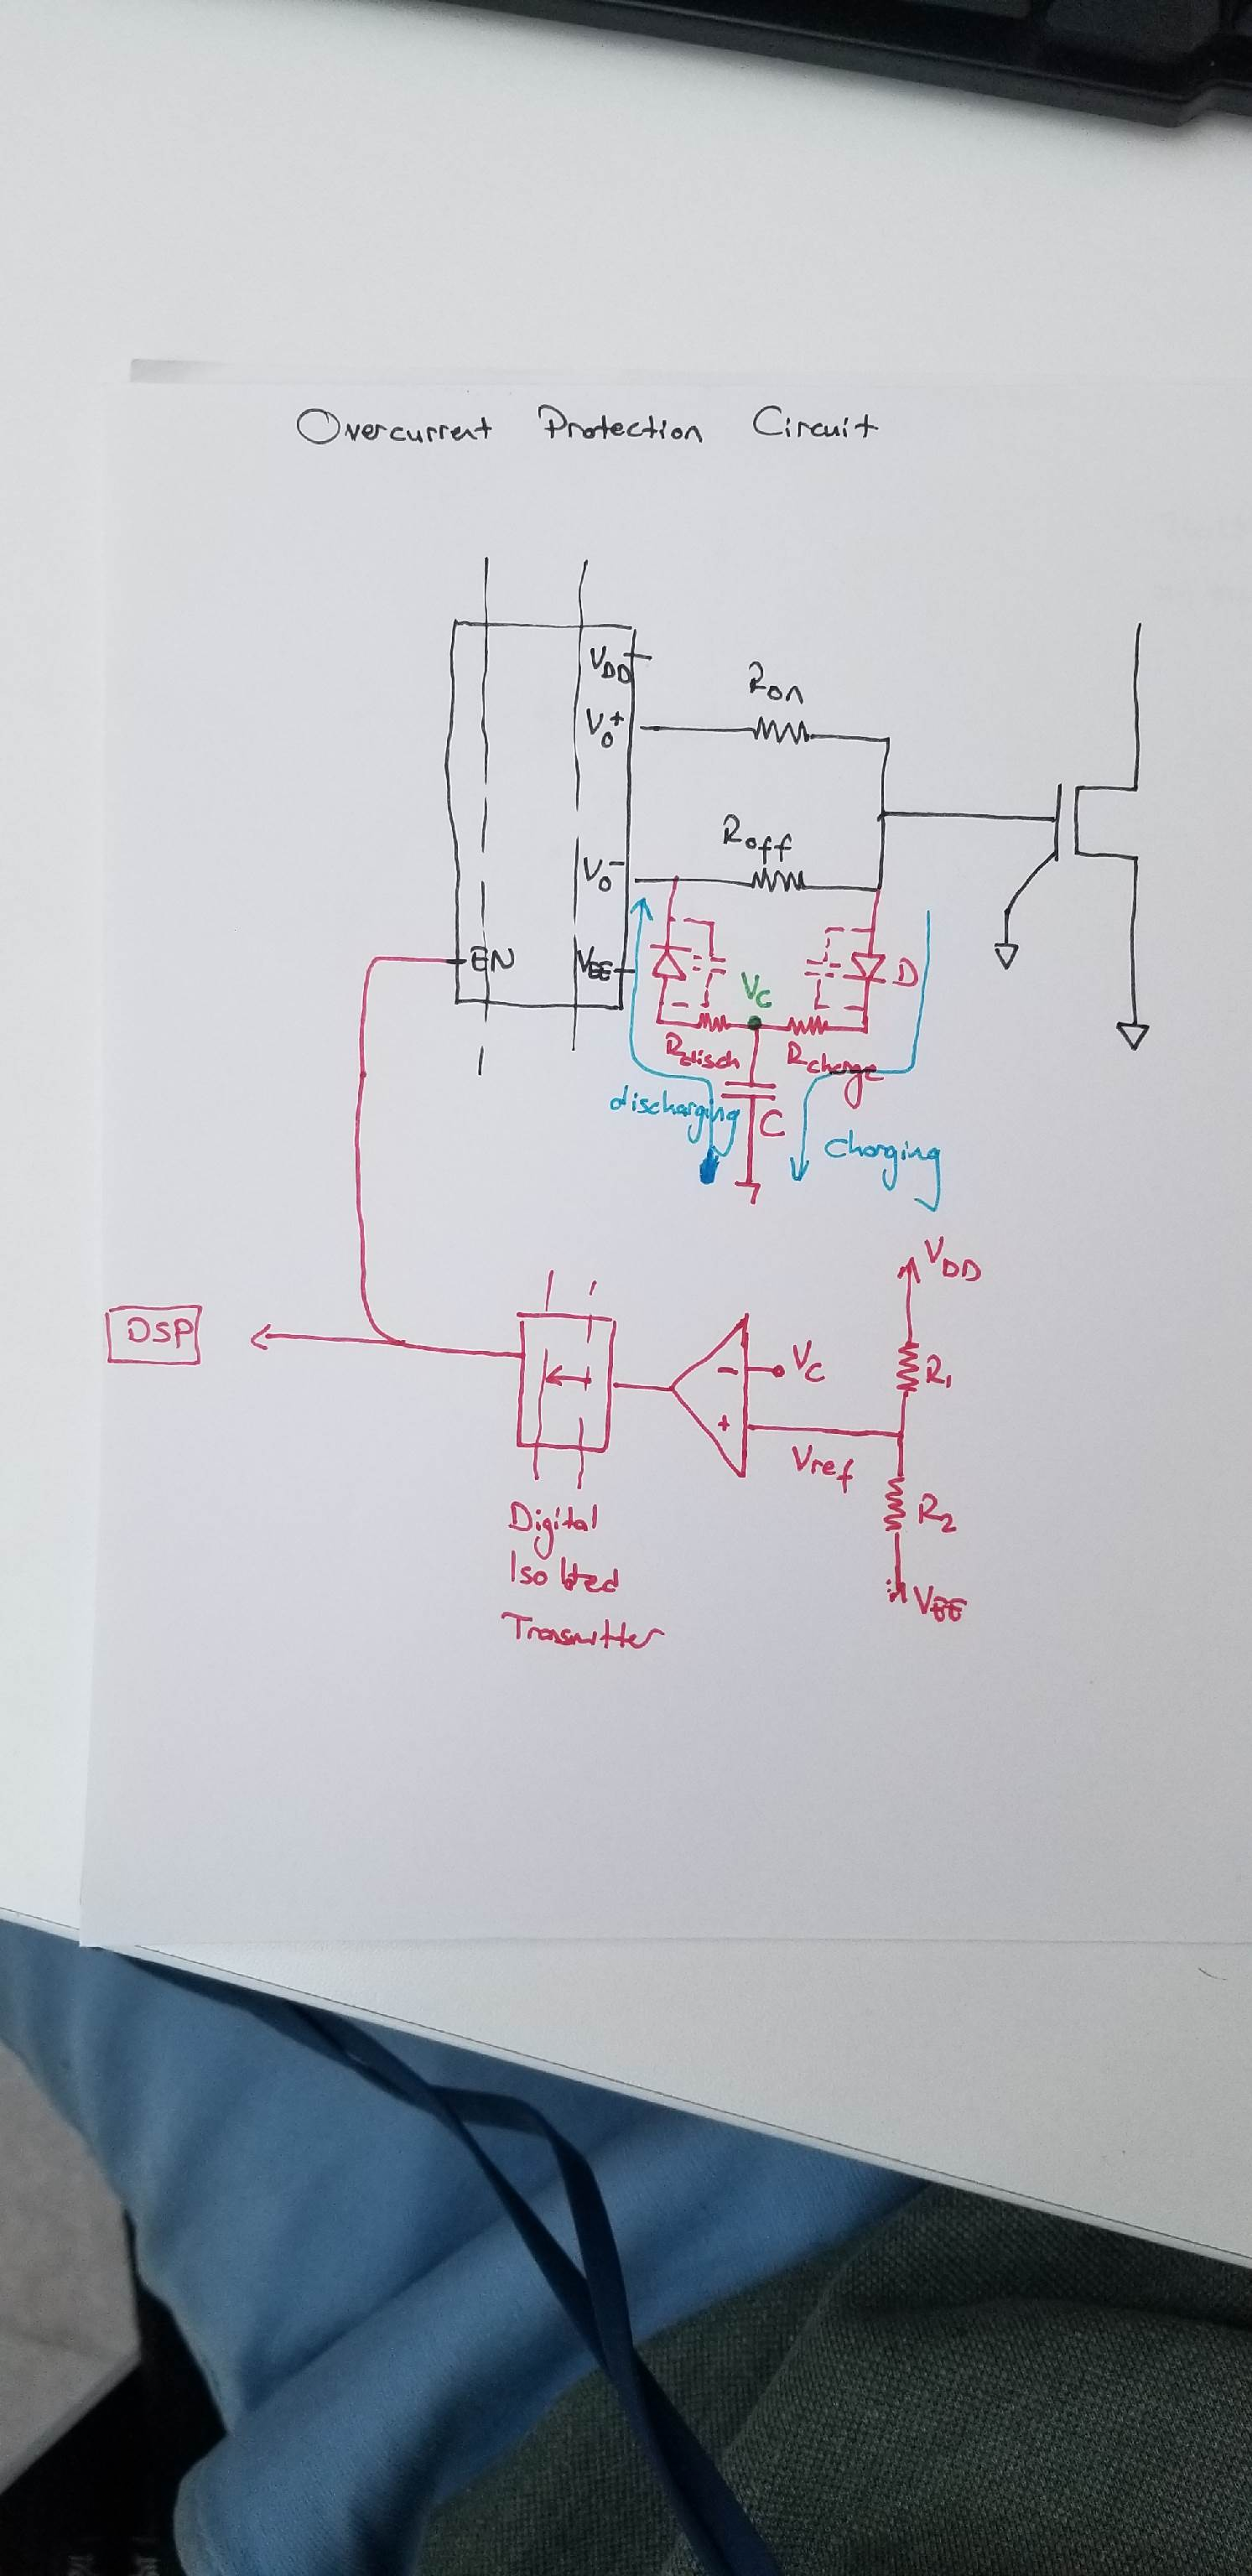 Overcurrent Protection Circuit
VDD
Ron
Vo+
Roff
Vo-
EN
VEE
D
Vc
Rdisch
Rcharge
discharging
C
Charging
VDD
DSP
-
Vc
R1
+
Vref
R2
Digital
Isolated
Transmitter
VEE